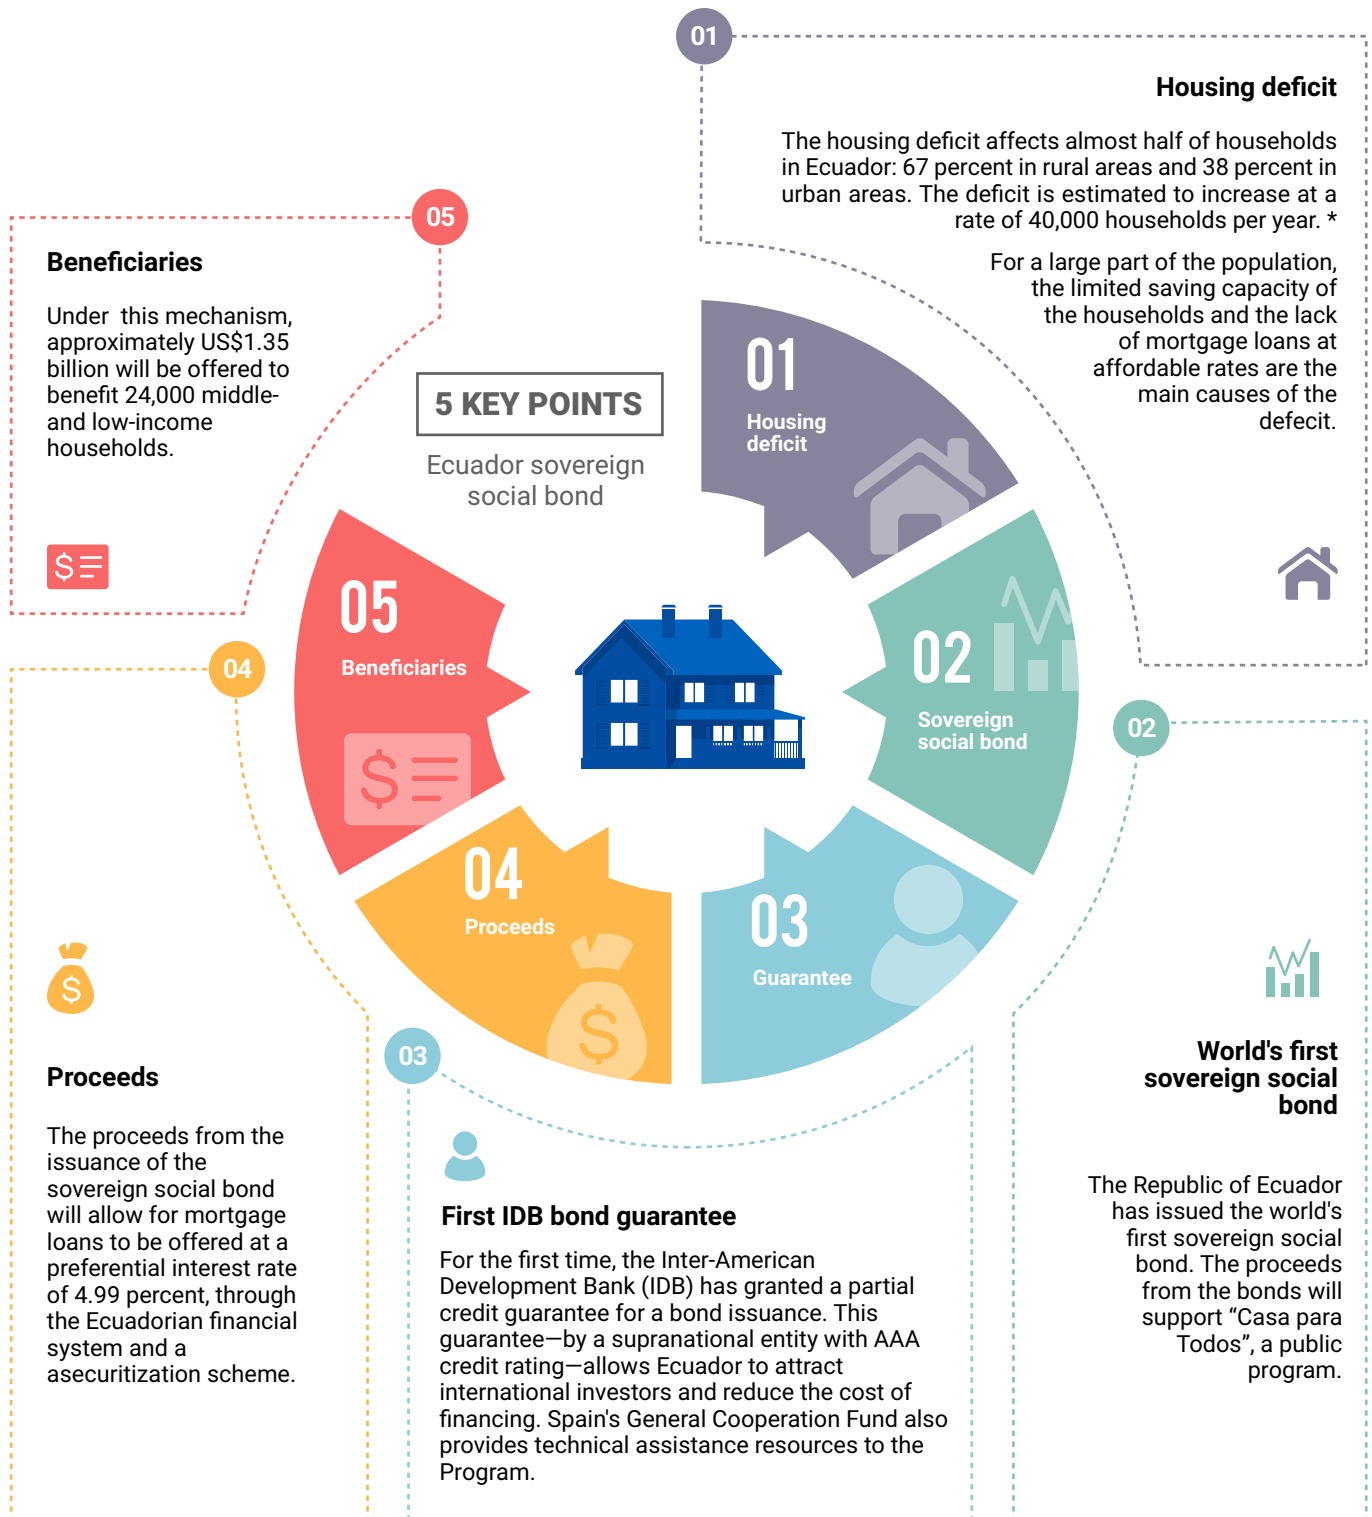 01
Housing deficit
The housing deficit affects almost half of households
in Ecuador: 67 percent in rural areas and 38 percent in
urban areas. The deficit is estimated to increase at a
rate of 40,000 households per year. *
For a large part of the population,
the limited saving capacity of
the households and the lack
of mortgage loans at
affordable rates are the
main causes of the
defecit.
05
Beneficiaries
Under this mechanism,
approximately US$1.35
billion will be offered to
benefit 24,000 middle-
and low-income
households.
$
5 KEY POINTS
Ecuador sovereign
social bond
01
Housing
deficit
02
Sovereign
social bond
03
Guarantee
04
Proceeds
$
05
Beneficiaries
$
04
$
Proceeds
The proceeds from the
issuance of the
sovereign social bond
will allow for mortgage
loans to be offered at a
preferential interest rate
of 4.99 percent, through
the Ecuadorian financial
system and a
asecuritization scheme.
03
First IDB bond guarantee
For the first time, the Inter-American
Development Bank (IDB) has granted a partial
credit guarantee for a bond issuance. This
guarantee—by a supranational entity with AAA
credit rating—allows Ecuador to attract
international investors and reduce the cost of
financing. Spain's General Cooperation Fund also
provides technical assistance resources to the
Program.
02
World's first
sovereign social
bond
The Republic of Ecuador
has issued the world's
first sovereign social
bond. The proceeds
from the bonds will
support “Casa para
Todos”, a public
program.